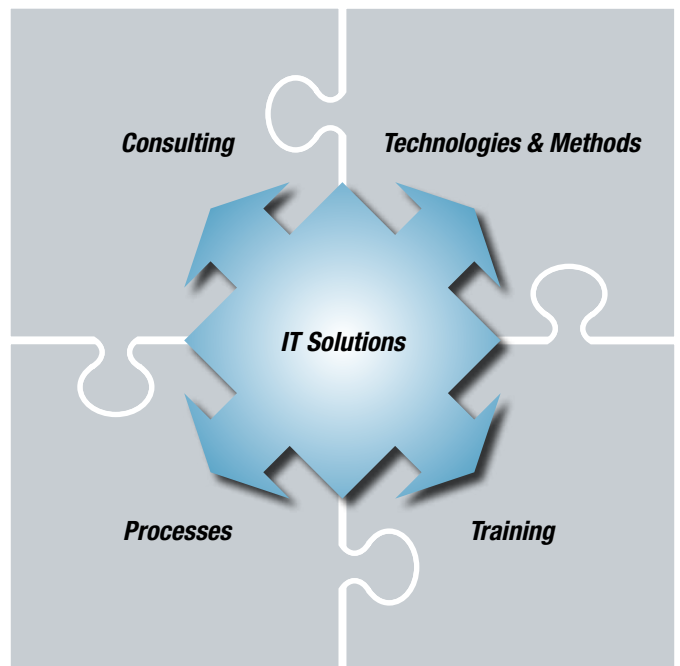 Consulting
Technologies & Methods
IT Solutions
Processes
Training